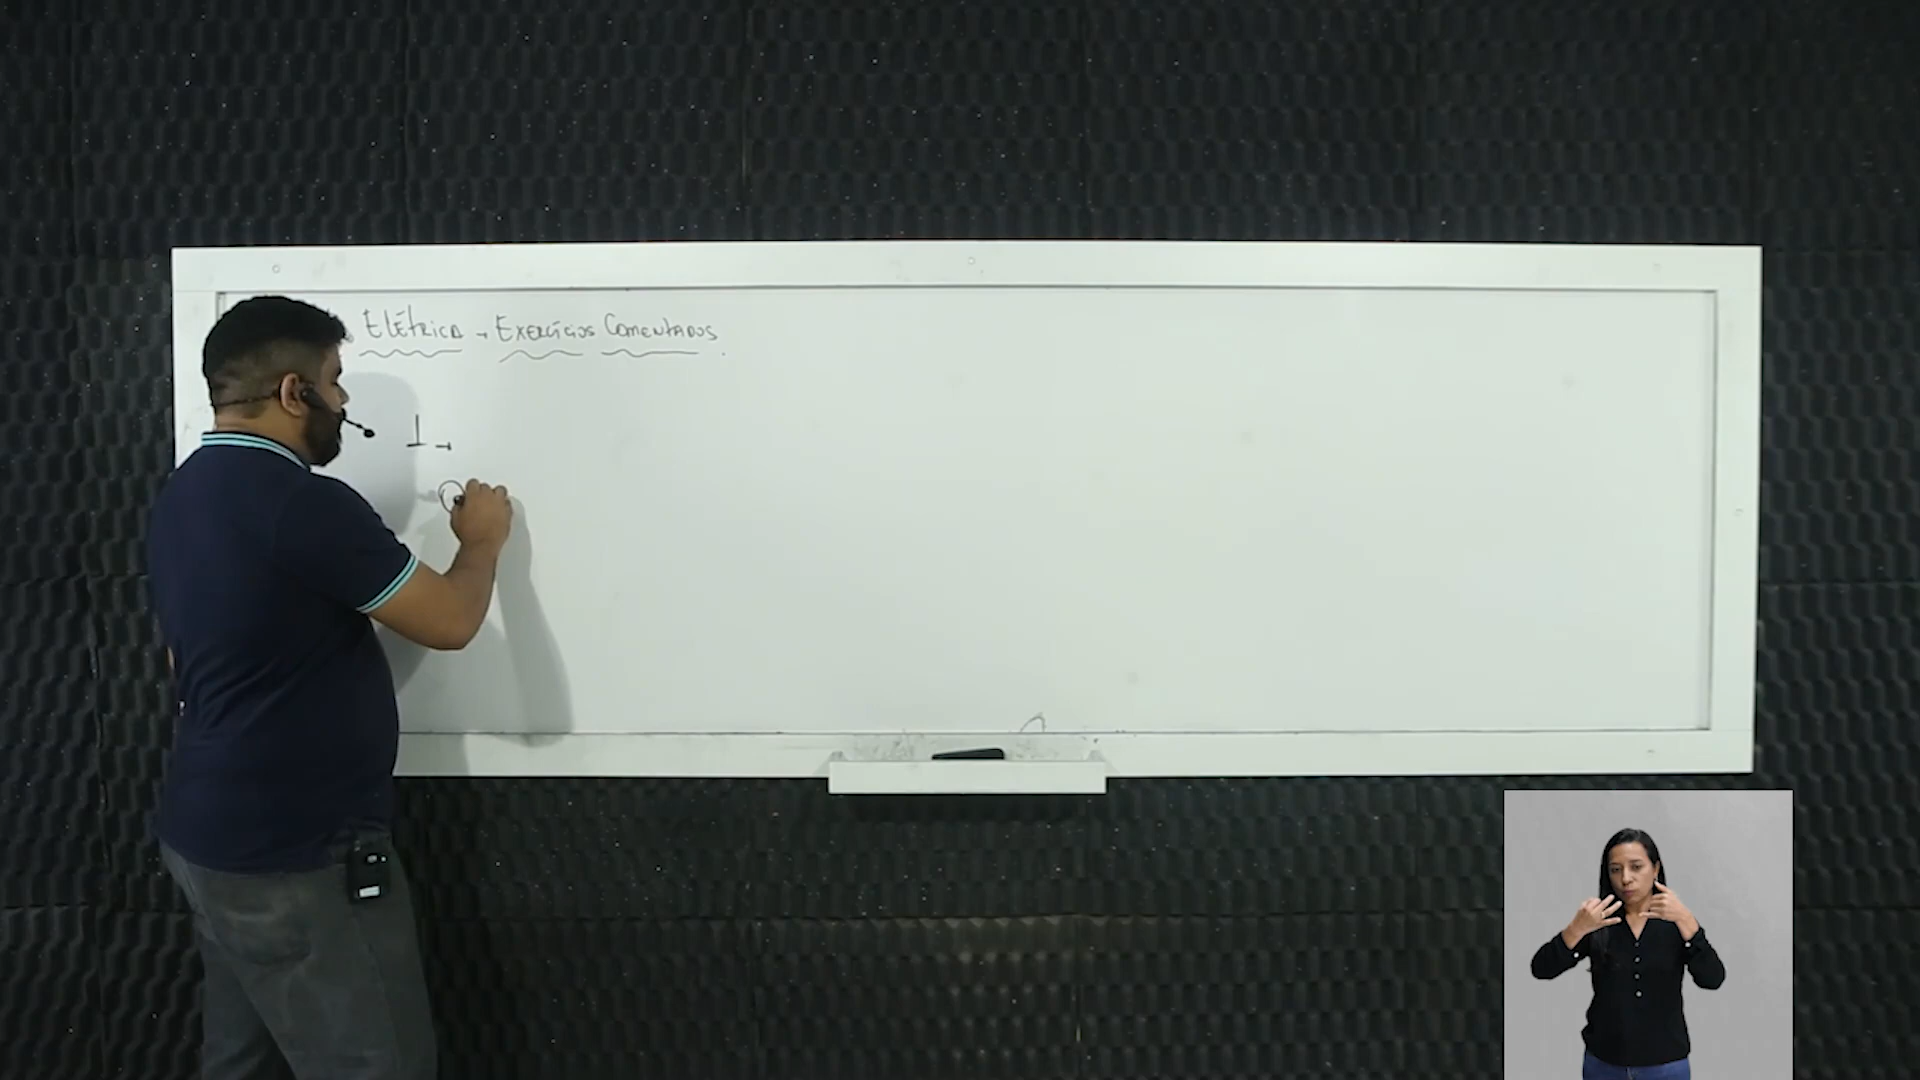 Elétrica → Exercícios Comentados.
1 →